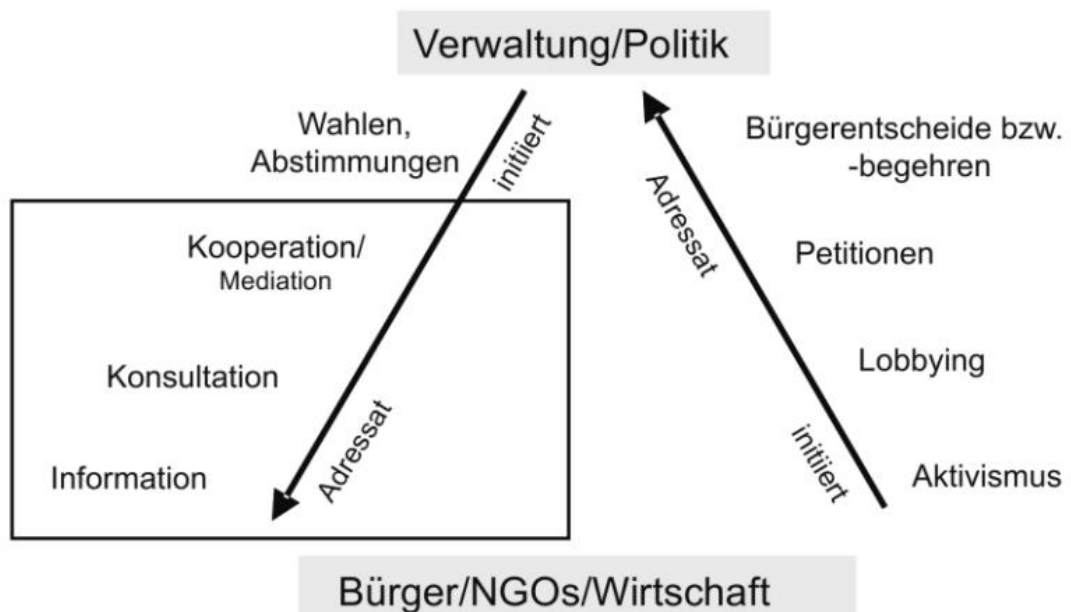 Verwaltung/Politik
Wahlen,
Abstimmungen
initiiert
Bürgerentscheide bzw.
-begehren
Adressat
Kooperation/
Mediation
Petitionen
Konsultation
Lobbying
Adressat
initiiert
Information
Aktivismus
Bürger/NGOs/Wirtschaft